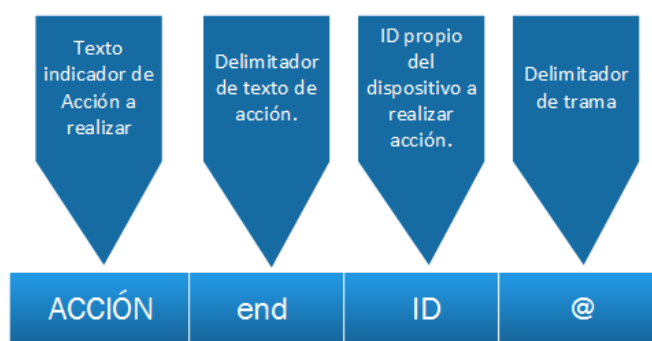 Texto
indicador de
Acción a
realizar
Delimitador
de texto de
acción.
ID propio
del
dispositivo a
realizar
acción.
Delimitador
de trama
ACCIÓN
end
ID
@